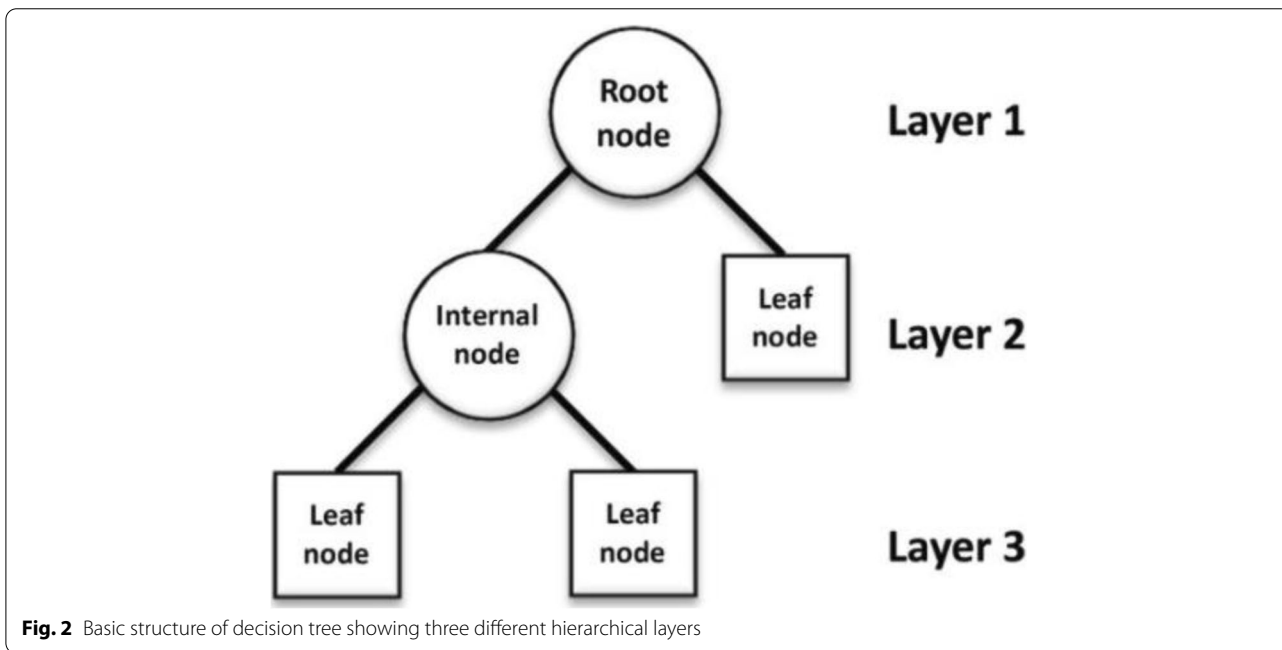 Root
node
Layer 1
Internal
node
Leaf
node
Layer 2
Leaf
node
Leaf
node
Layer 3
Fig. 2 Basic structure of decision tree showing three different hierarchical layers